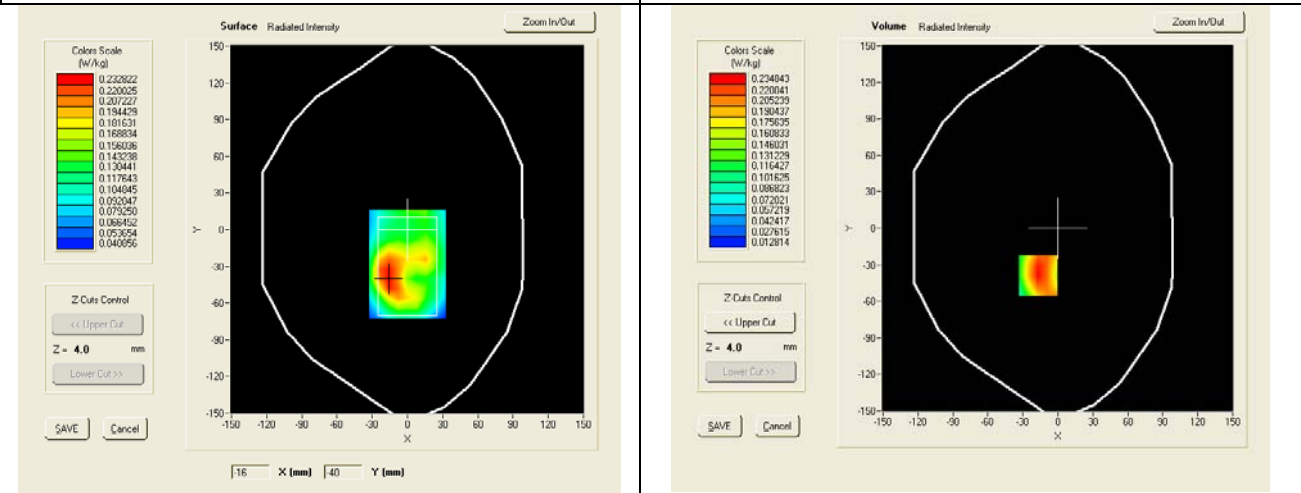 Surface Radiated Intensity
Zoom In/Out
Colors Scale
(W/kg)
0.232822
0.220025
0.207227
0.194429
0.181631
0.168834
0.156036
0.143238
0.130441
0.117643
0.104845
0.092047
0.079250
0.066452
0.053654
0.040856
150
120
90
60
30
0
-30
-60
-90
-120
-150
Y
-150 -120 -90 -60 -30 0 30 60 90 120 150
X
Z-Cuts Control
<< Upper Cut
Z = 4.0 mm
Lower Cut >>
SAVE Cancel
-16 X (mm) -40 Y (mm)
Volume Radiated Intensity
Zoom In/Out
Colors Scale
(W/kg)
0.234843
0.220041
0.205239
0.190437
0.175635
0.160833
0.146031
0.131229
0.116427
0.101625
0.086823
0.072021
0.057219
0.042417
0.027615
0.012814
150
120
90
60
30
0
-30
-60
-90
-120
-150
Y
-150 -120 -90 -60 -30 0 30 60 90 120 150
X
Z-Cuts Control
<< Upper Cut
Z = 4.0 mm
Lower Cut >>
SAVE Cancel